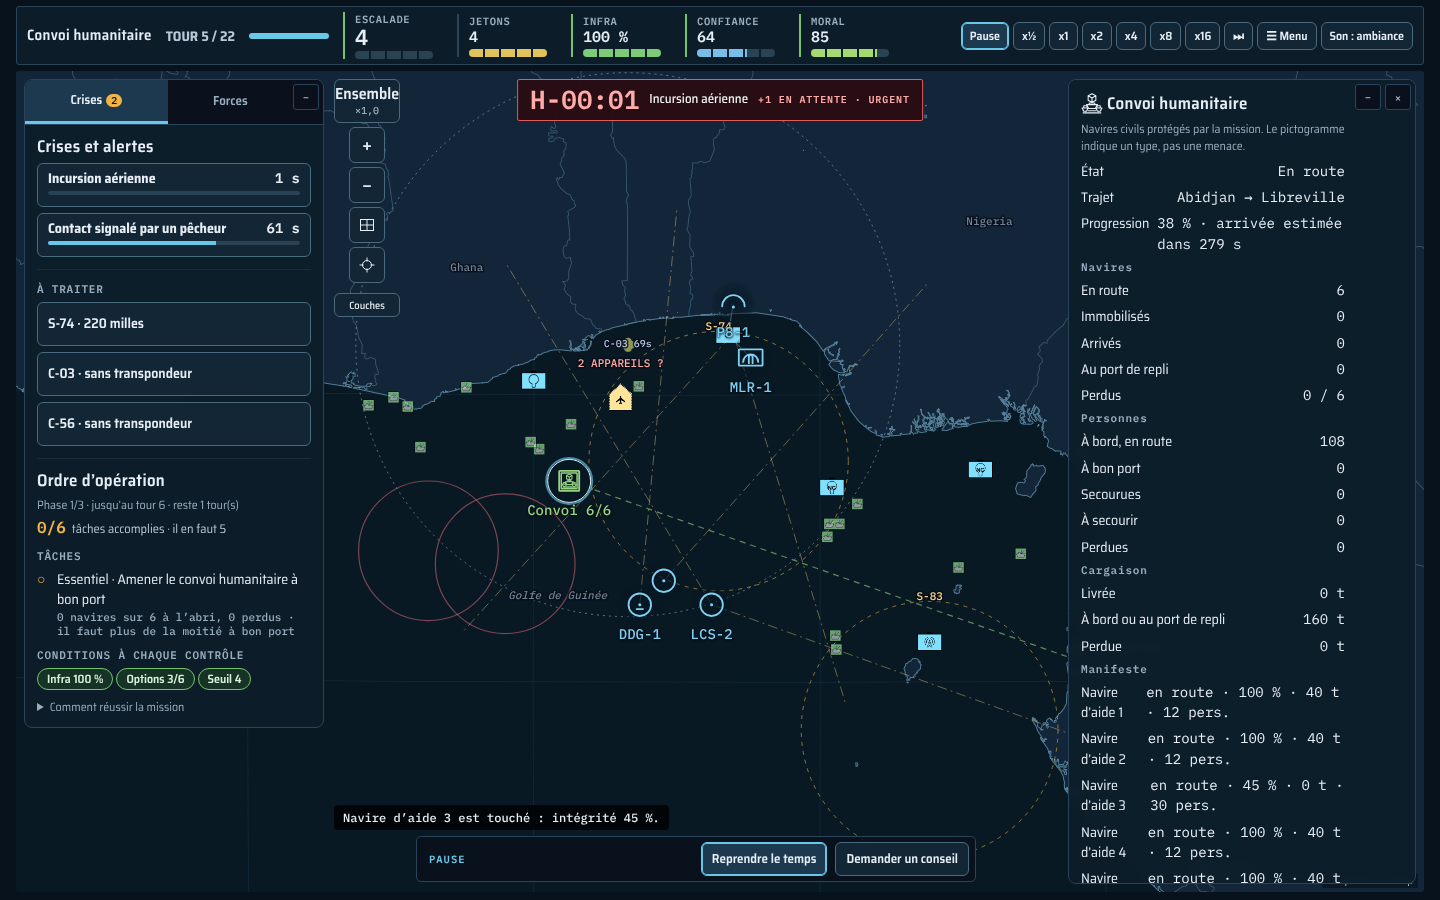 Convoi humanitaire
TOUR 5 / 22
ESCALADE
4
JETONS
4
INFRA
100 %
CONFIANCE
64
MORAL
85
Pause
x½
x1
x2
x4
x8
x16
Menu
Son : ambiance
Crises 2
Forces
Crises et alertes
Incursion aérienne 1 s
Contact signalé par un pêcheur 61 s
À TRAITER
S-74 · 220 milles
C-03 · sans transpondeur
C-56 · sans transpondeur
Ordre d’opération
Phase 1/3 · jusqu’au tour 6 · reste 1 tour(s)
0/6 tâches accomplies · il en faut 5
TÂCHES
Essentiel · Amener le convoi humanitaire à
bon port
0 navires sur 6 à l’abri, 0 perdus ·
il faut plus de la moitié à bon port
CONDITIONS À CHAQUE CONTRÔLE
Infra 100 %
Options 3/6
Seuil 4
Comment réussir la mission
Ensemble
×1,0
+
−
Couches
H-00:01 Incursion aérienne +1 EN ATTENTE · URGENT
Nigeria
Ghana
S-74
PB-1
C-03 69s
2 APPAREILS ?
MLR-1
Convoi 6/6
Golfe de Guinée
S-83
DDG-1
LCS-2
Navire d’aide 3 est touché : intégrité 45 %.
PAUSE
Reprendre le temps
Demander un conseil
Convoi humanitaire
Navires civils protégés par la mission. Le pictogramme
indique un type, pas une menace.
État En route
Trajet Abidjan → Libreville
Progression 38 % · arrivée estimée
dans 279 s
Navires
En route 6
Immobilisés 0
Arrivés 0
Au port de repli 0
Perdus 0 / 6
Personnes
À bord, en route 108
À bon port 0
Secourues 0
À secourir 0
Perdues 0
Cargaison
Livrée 0 t
À bord ou au port de repli 160 t
Perdue 0 t
Manifeste
Navire en route · 100 % · 40 t
d’aide 1 · 12 pers.
Navire en route · 100 % · 40 t
d’aide 2 · 12 pers.
Navire en route · 45 % · 0 t ·
d’aide 3 30 pers.
Navire en route · 100 % · 40 t
d’aide 4 · 12 pers.
Navire en route · 100 % · 40 t